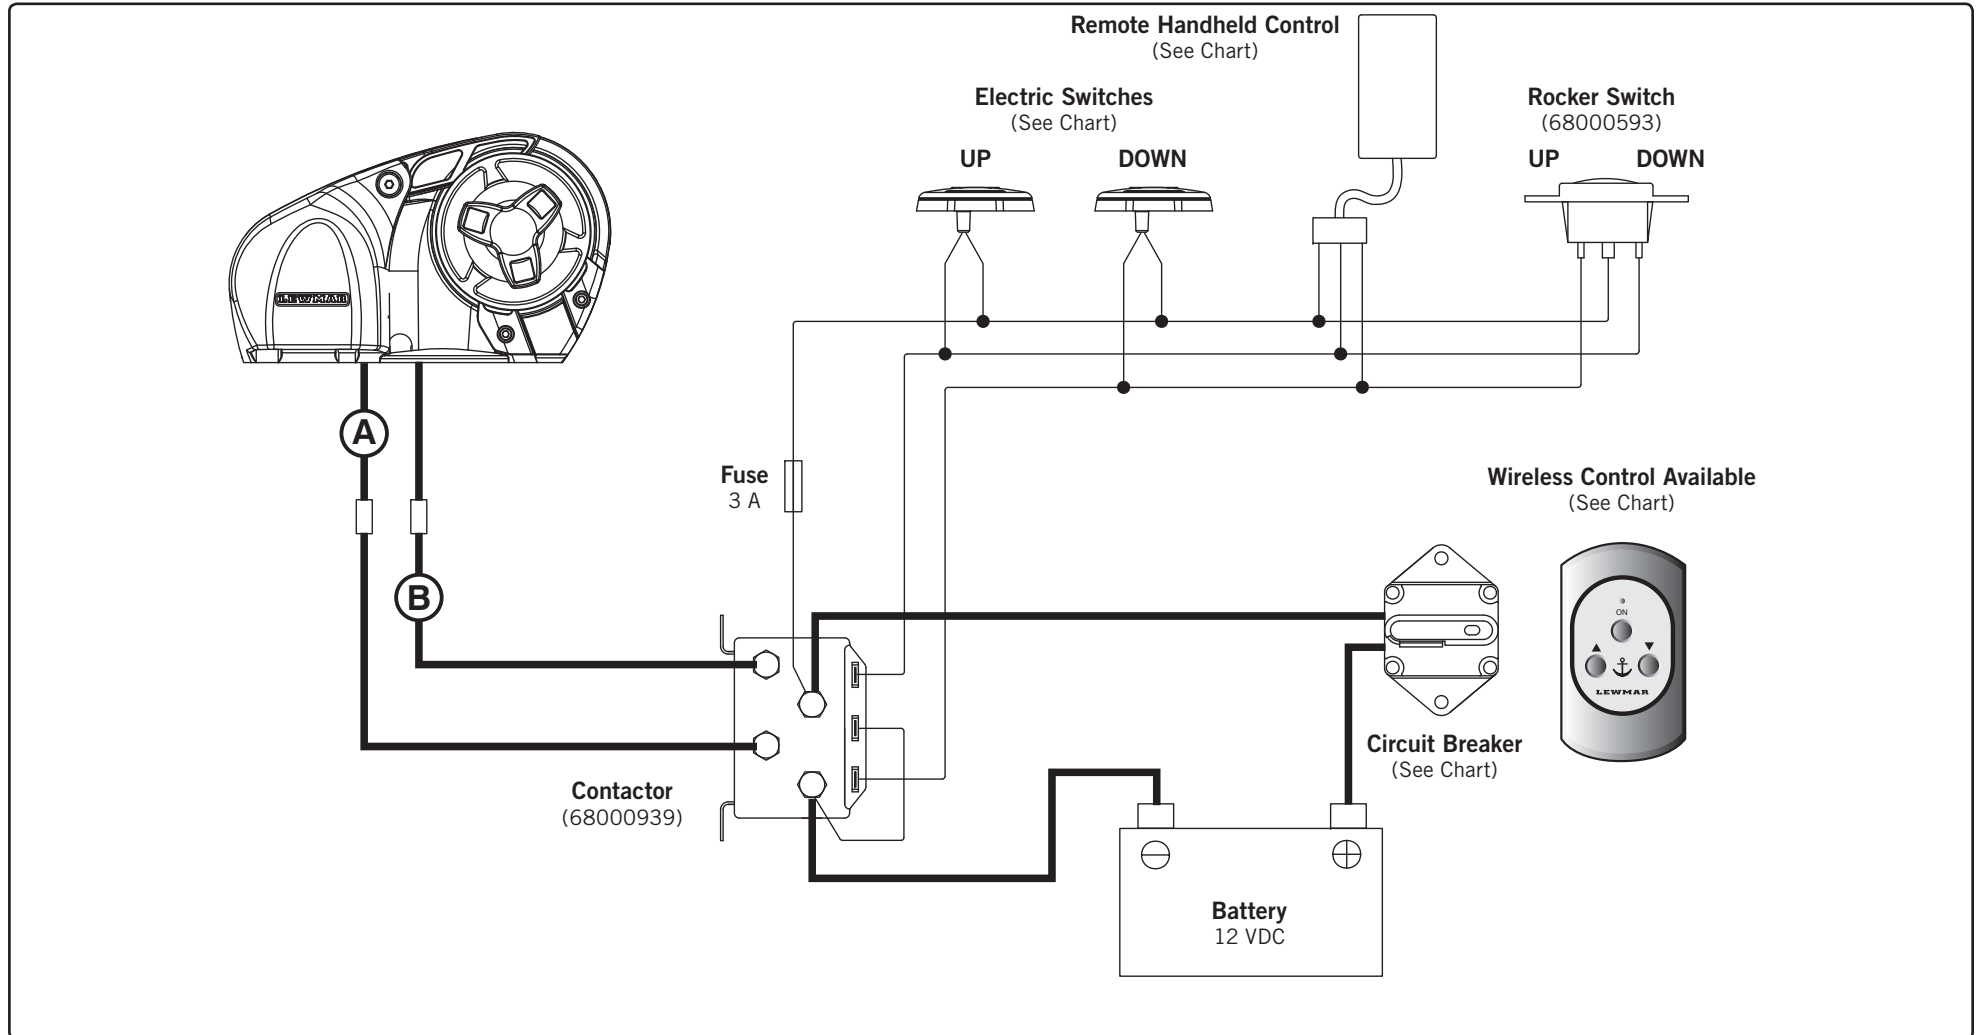 Remote Handheld Control
(See Chart)
Electric Switches
(See Chart)
UP
DOWN
Rocker Switch
(68000593)
UP
DOWN
LEWMAR
A
Fuse
3 A
B
Wireless Control Available
(See Chart)
ON
LEWMAR
Circuit Breaker
(See Chart)
Contactor
(68000939)
Battery
12 VDC